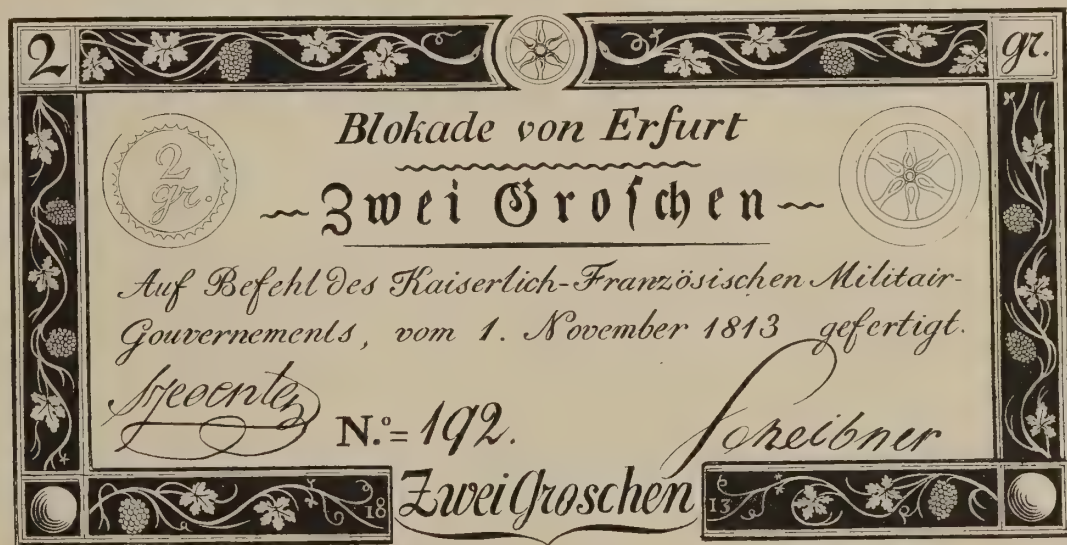 2 gr.
Blokade von Erfurt
2
gr.
Zwei Groſchen
Auf Befehl des Kaiserlich-Französischen Militair-
Gouvernements, vom 1. November 1813 gefertigt.
N.º= 192.
Scheibner
18 Zwei Groschen 13